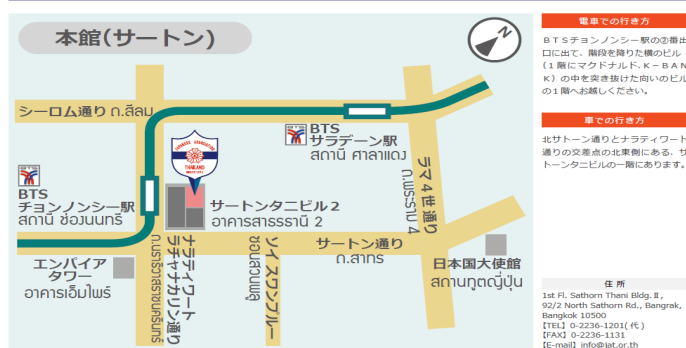 本館(サートン)
N
シーロム通り ถ.สีลม
BTS
サラデーン駅
สถานี ศาลาแดง
BTS
チョンノンシー駅
สถานี ช่องนนทรี
THAILAND
サートンタニビル2
อาคารสาธรธานี 2
ラマ4世通り
ถ.พระราม 4
エンパイア
タワー
อาคารเอ็มไพร์
ナラティワート
ラチャナカリン通り
ถ.นราธิวาสราชนครินทร์
ソイ スワンプルー
ซอยสวนพลู
サートン通り
ถ.สาทร
日本国大使館
สถานทูตญี่ปุ่น
電車での行き方
BTSチョンノンシー駅の②番出
口に出て、階段を降りた横のビル
(1階にマクドナルド、K-BAN
K)の中を突き抜けた向いのビル
の1階へお越しください。
車での行き方
北サトーン通りとナラティワート
通りの交差点の北東側にある、サ
トーンタニビルの一階にあります。
住 所
1st Fl. Sathorn Thani Bldg.Ⅱ,
92/2 North Sathorn Rd., Bangrak,
Bangkok 10500
【TEL】0-2236-1201(代)
【FAX】0-2236-1131
【E-mail】info@jat.or.th